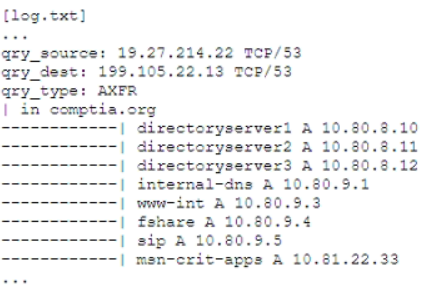 [log.txt]
...
qry_source: 19.27.214.22 TCP/53
qry_dest: 199.105.22.13 TCP/53
qry_type: AXFR
| in comptia.org
------------| directoryserver1 A 10.80.8.10
------------| directoryserver2 A 10.80.8.11
------------| directoryserver3 A 10.80.8.12
------------| internal-dns A 10.80.9.1
------------| www-int A 10.80.9.3
------------| fshare A 10.80.9.4
------------| sip A 10.80.9.5
------------| msn-crit-apps A 10.81.22.33
...